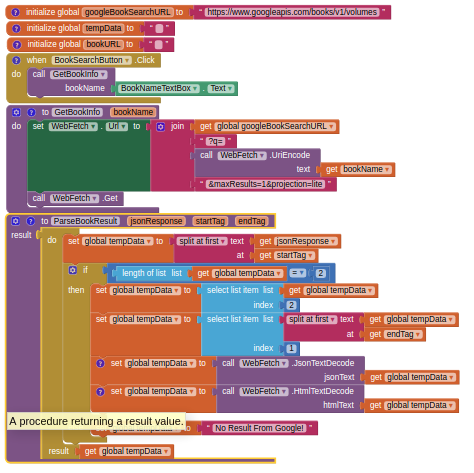 initialize global googleBookSearchURL to " https://www.googleapis.com/books/v1/volumes "
initialize global tempData to " "
initialize global bookURL to " "
when BookSearchButton .Click
do call GetBookInfo
bookName BookNameTextBox . Text
to GetBookInfo bookName
do set WebFetch . Url to join get global googleBookSearchURL
" ?q= "
call WebFetch .UriEncode
text get bookName
" &maxResults=1&projection=lite "
call WebFetch .Get
to ParseBookResult jsonResponse startTag endTag
result do set global tempData to split at first text get jsonResponse
at get startTag
if length of list list get global tempData = 2
then set global tempData to select list item list get global tempData
index 2
set global tempData to select list item list split at first text get global tempData
at get endTag
index 1
set global tempData to call WebFetch .JsonTextDecode
jsonText get global tempData
set global tempData to call WebFetch .HtmlTextDecode
htmlText get global tempData
A procedure returning a result value. to " No Result From Google! "
result get global tempData